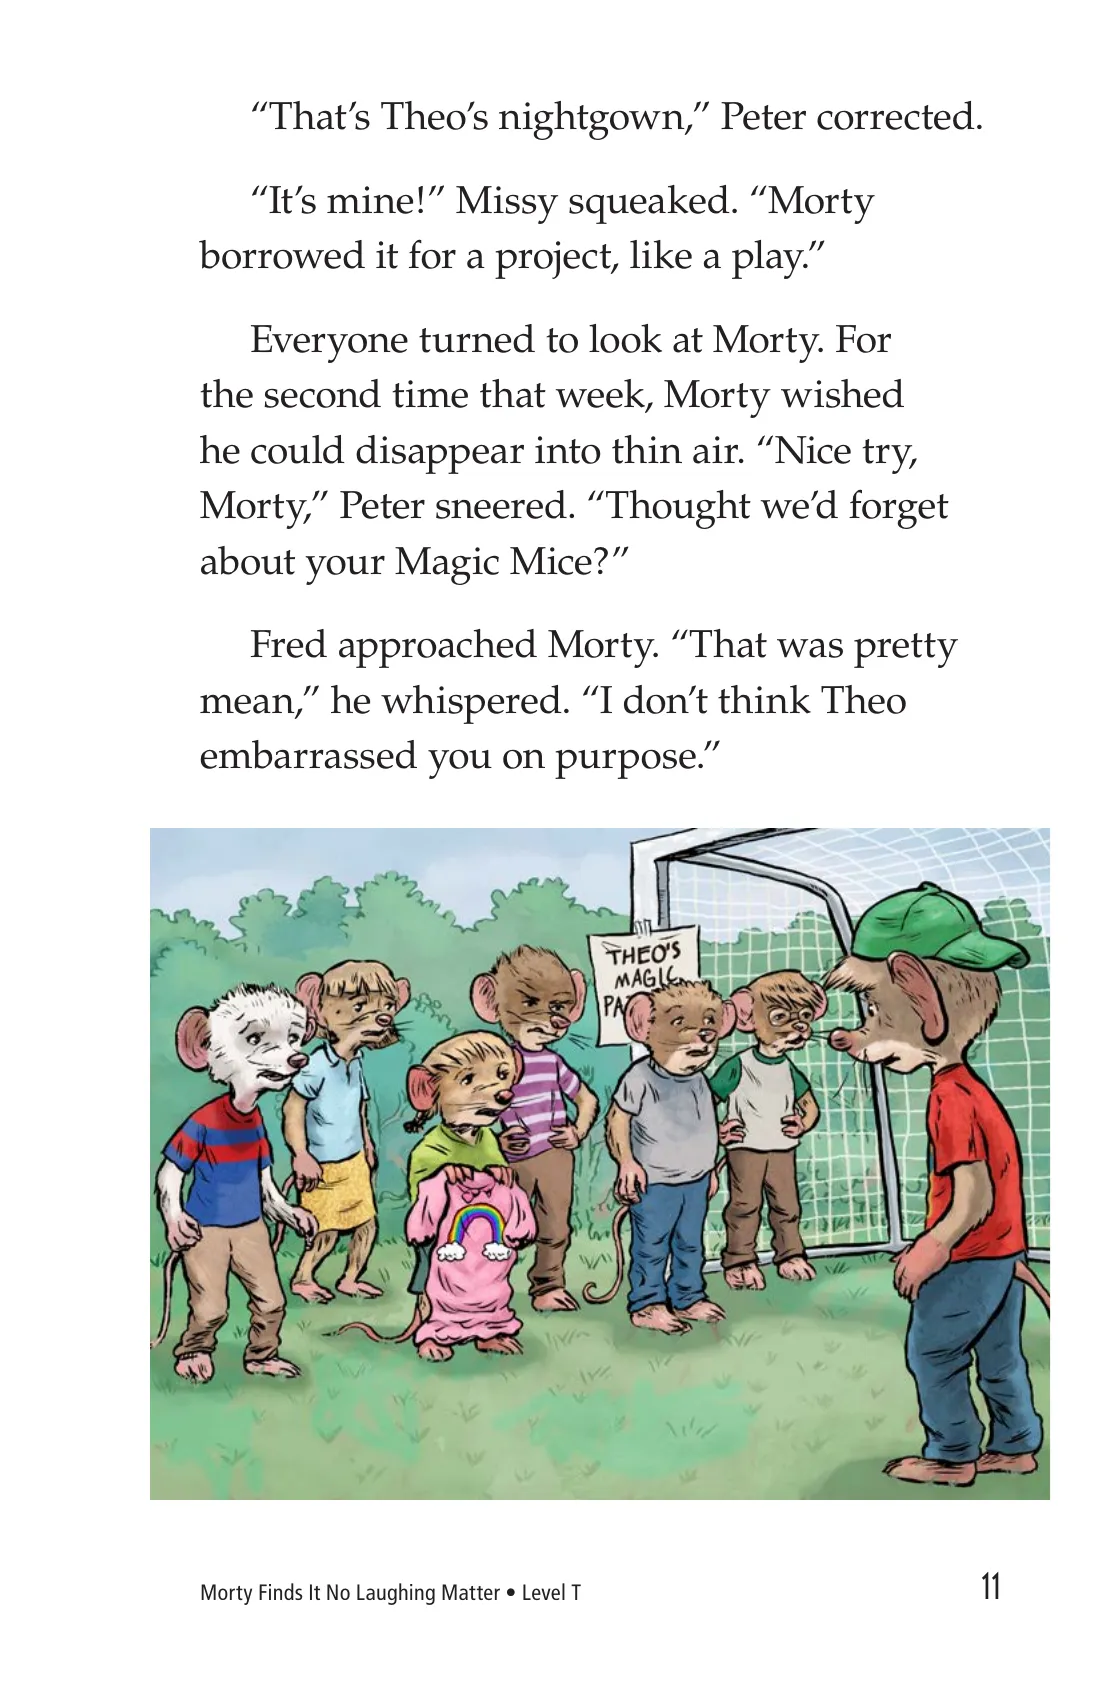 “That’s Theo’s nightgown,” Peter corrected.
“It’s mine!” Missy squeaked. “Morty
borrowed it for a project, like a play.”
Everyone turned to look at Morty. For
the second time that week, Morty wished
he could disappear into thin air. “Nice try,
Morty,” Peter sneered. “Thought we’d forget
about your Magic Mice?”
Fred approached Morty. “That was pretty
mean,” he whispered. “I don’t think Theo
embarrassed you on purpose.”
THEO'S
MAGIC
Morty Finds It No Laughing Matter • Level T
11